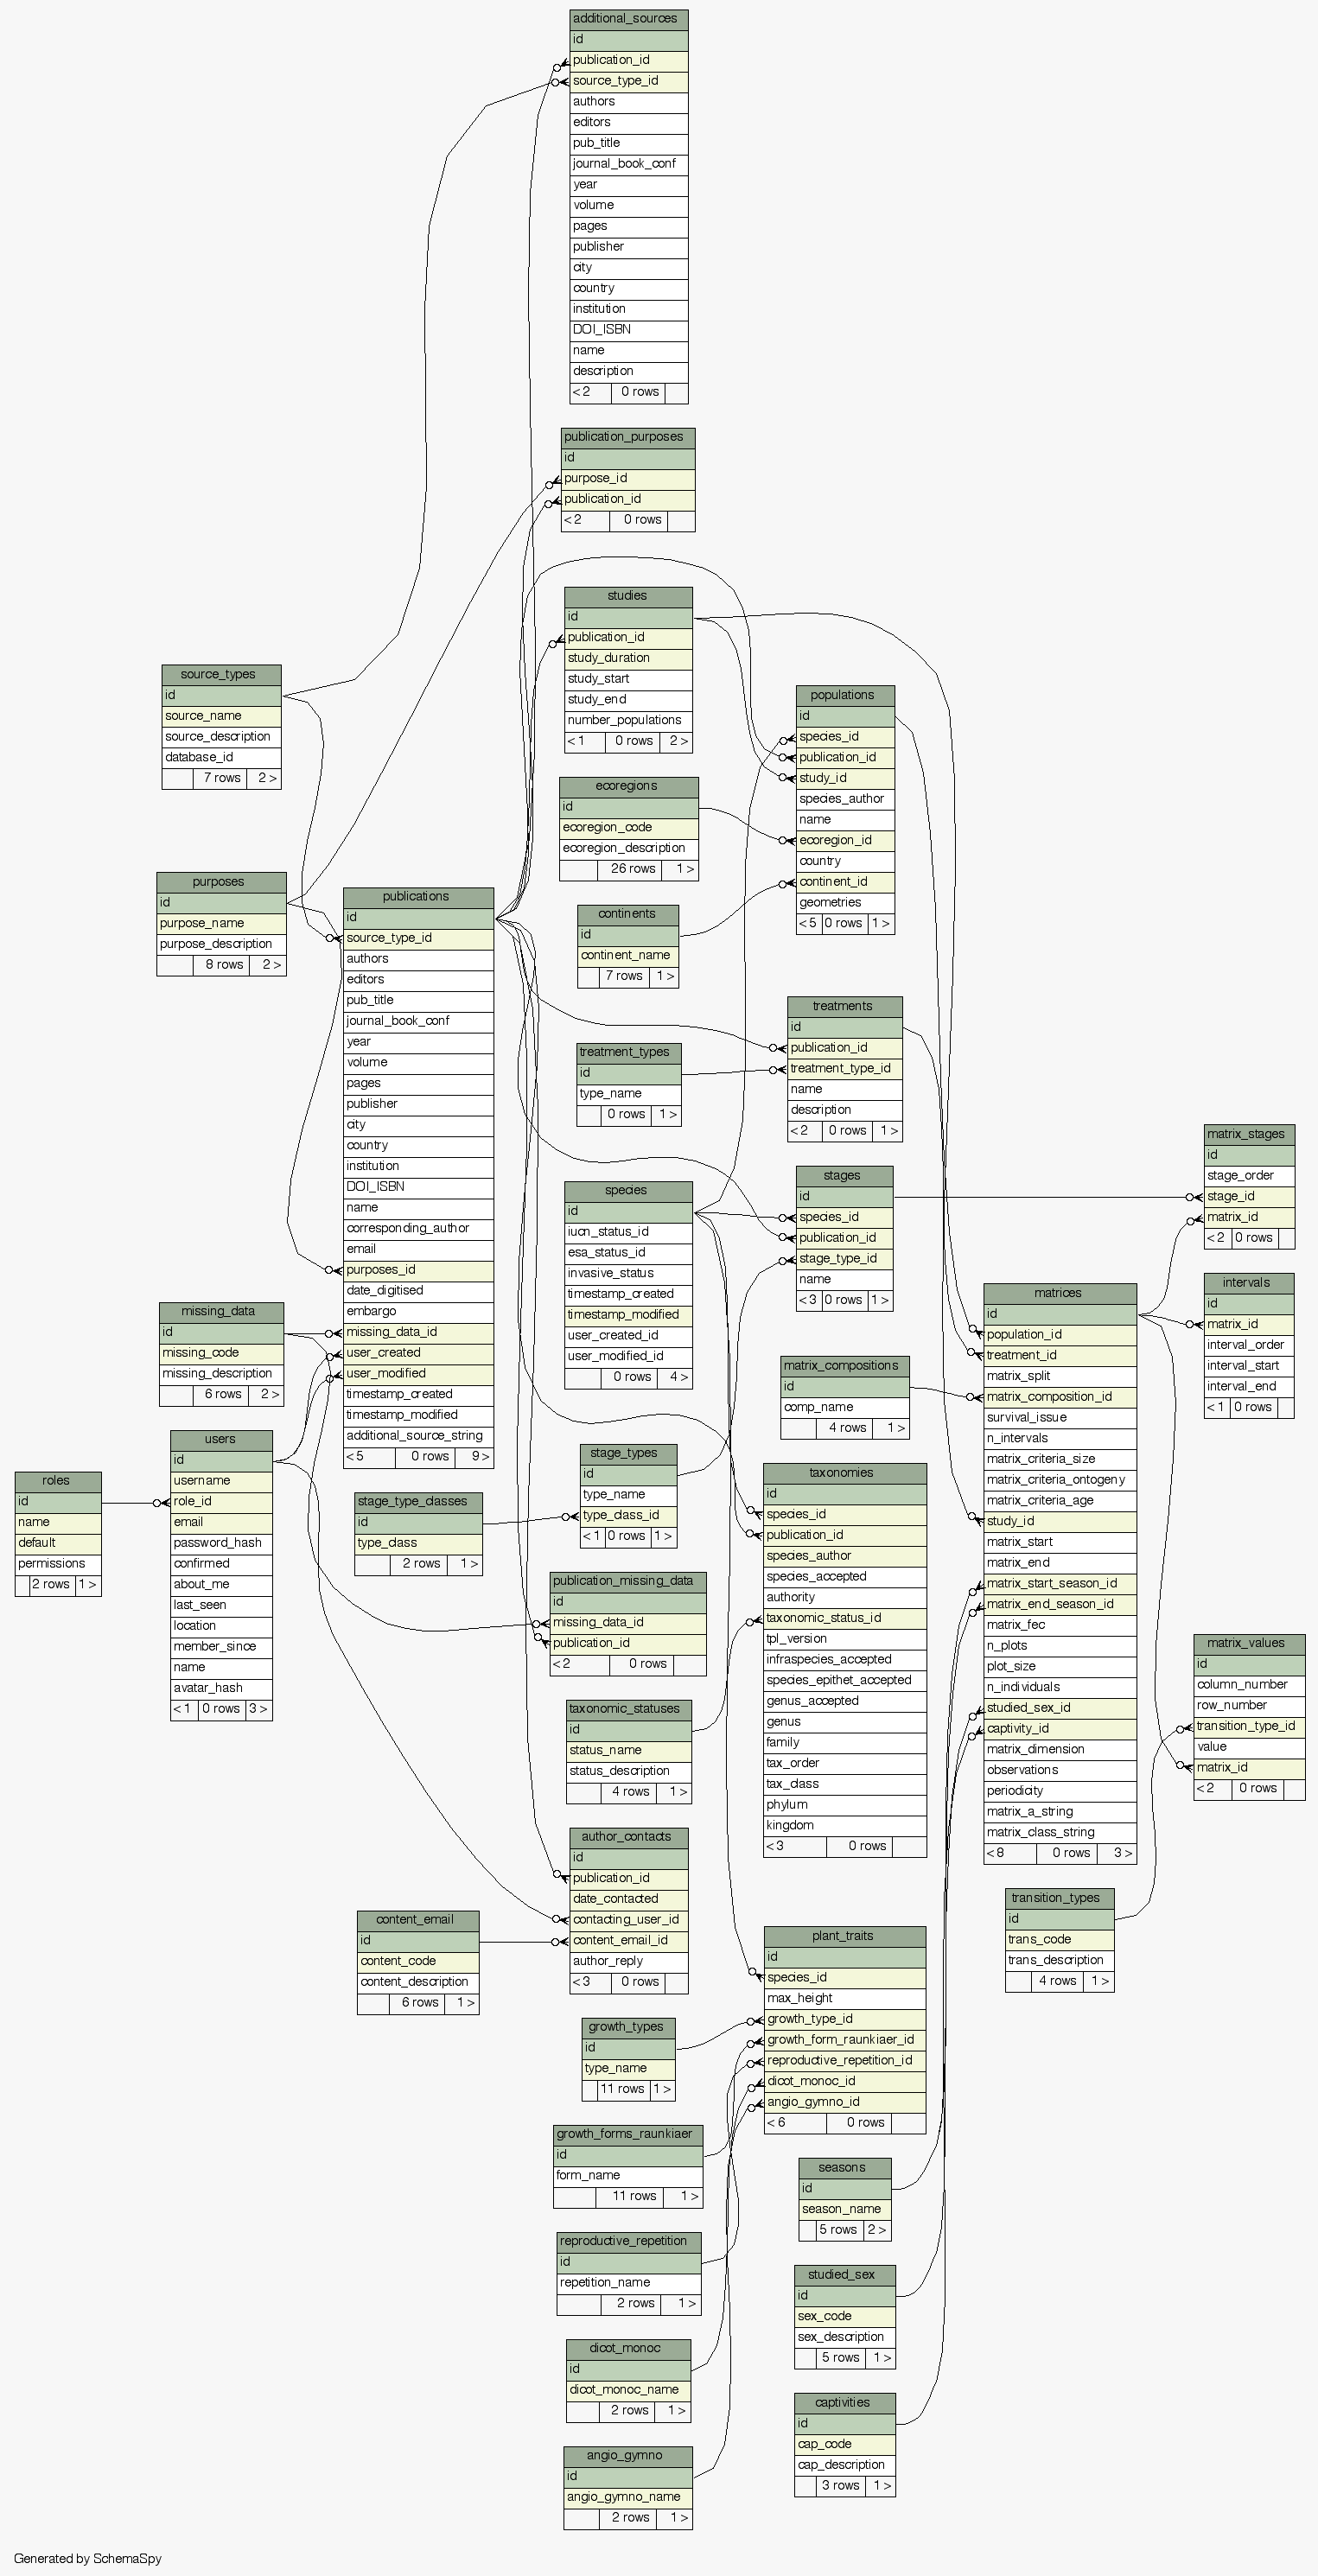 additional_sources
id
publication_id
source_type_id
authors
editors
pub_title
journal_book_conf
year
volume
pages
publisher
city
country
institution
DOI_ISBN
name
description
< 2 0 rows
publication_purposes
id
purpose_id
publication_id
< 2 0 rows
studies
id
publication_id
study_duration
study_start
study_end
number_populations
< 1 0 rows 2 >
source_types
id
source_name
source_description
database_id
7 rows 2 >
populations
id
species_id
publication_id
study_id
species_author
name
ecoregion_id
country
continent_id
geometries
< 5 0 rows 1 >
ecoregions
id
ecoregion_code
ecoregion_description
26 rows 1 >
purposes
id
purpose_name
purpose_description
8 rows 2 >
publications
id
source_type_id
authors
editors
pub_title
journal_book_conf
year
volume
pages
publisher
city
country
institution
DOI_ISBN
name
corresponding_author
email
purposes_id
date_digitised
embargo
missing_data_id
user_created
user_modified
timestamp_created
timestamp_modified
additional_source_string
< 5 0 rows 9 >
continents
id
continent_name
7 rows 1 >
treatments
id
publication_id
treatment_type_id
name
description
< 2 0 rows 1 >
treatment_types
id
type_name
0 rows 1 >
matrix_stages
id
stage_order
stage_id
matrix_id
< 2 0 rows
stages
id
species_id
publication_id
stage_type_id
name
< 3 0 rows 1 >
species
id
iucn_status_id
esa_status_id
invasive_status
timestamp_created
timestamp_modified
user_created_id
user_modified_id
0 rows 4 >
intervals
id
matrix_id
interval_order
interval_start
interval_end
< 1 0 rows
matrices
id
population_id
treatment_id
matrix_split
matrix_composition_id
survival_issue
n_intervals
matrix_criteria_size
matrix_criteria_ontogeny
matrix_criteria_age
study_id
matrix_start
matrix_end
matrix_start_season_id
matrix_end_season_id
matrix_fec
n_plots
plot_size
n_individuals
studied_sex_id
captivity_id
matrix_dimension
observations
periodicity
matrix_a_string
matrix_class_string
< 8 0 rows 3 >
missing_data
id
missing_code
missing_description
6 rows 2 >
matrix_compositions
id
comp_name
4 rows 1 >
users
id
username
role_id
email
password_hash
confirmed
about_me
last_seen
location
member_since
name
avatar_hash
< 1 0 rows 3 >
stage_types
id
type_name
type_class_id
< 1 0 rows 1 >
roles
id
name
default
permissions
2 rows 1 >
taxonomies
id
species_id
publication_id
species_author
species_accepted
authority
taxonomic_status_id
tpl_version
infraspecies_accepted
species_epithet_accepted
genus_accepted
genus
family
tax_order
tax_class
phylum
kingdom
< 3 0 rows
stage_type_classes
id
type_class
2 rows 1 >
publication_missing_data
id
missing_data_id
publication_id
< 2 0 rows
matrix_values
id
column_number
row_number
transition_type_id
value
matrix_id
< 2 0 rows
taxonomic_statuses
id
status_name
status_description
4 rows 1 >
author_contacts
id
publication_id
date_contacted
contacting_user_id
content_email_id
author_reply
< 3 0 rows
transition_types
id
trans_code
trans_description
4 rows 1 >
content_email
id
content_code
content_description
6 rows 1 >
plant_traits
id
species_id
max_height
growth_type_id
growth_form_raunkiaer_id
reproductive_repetition_id
dicot_monoc_id
angio_gymno_id
< 6 0 rows
growth_types
id
type_name
11 rows 1 >
growth_forms_raunkiaer
id
form_name
11 rows 1 >
seasons
id
season_name
5 rows 2 >
reproductive_repetition
id
repetition_name
2 rows 1 >
studied_sex
id
sex_code
sex_description
5 rows 1 >
dicot_monoc
id
dicot_monoc_name
2 rows 1 >
captivities
id
cap_code
cap_description
3 rows 1 >
angio_gymno
id
angio_gymno_name
2 rows 1 >
Generated by SchemaSpy